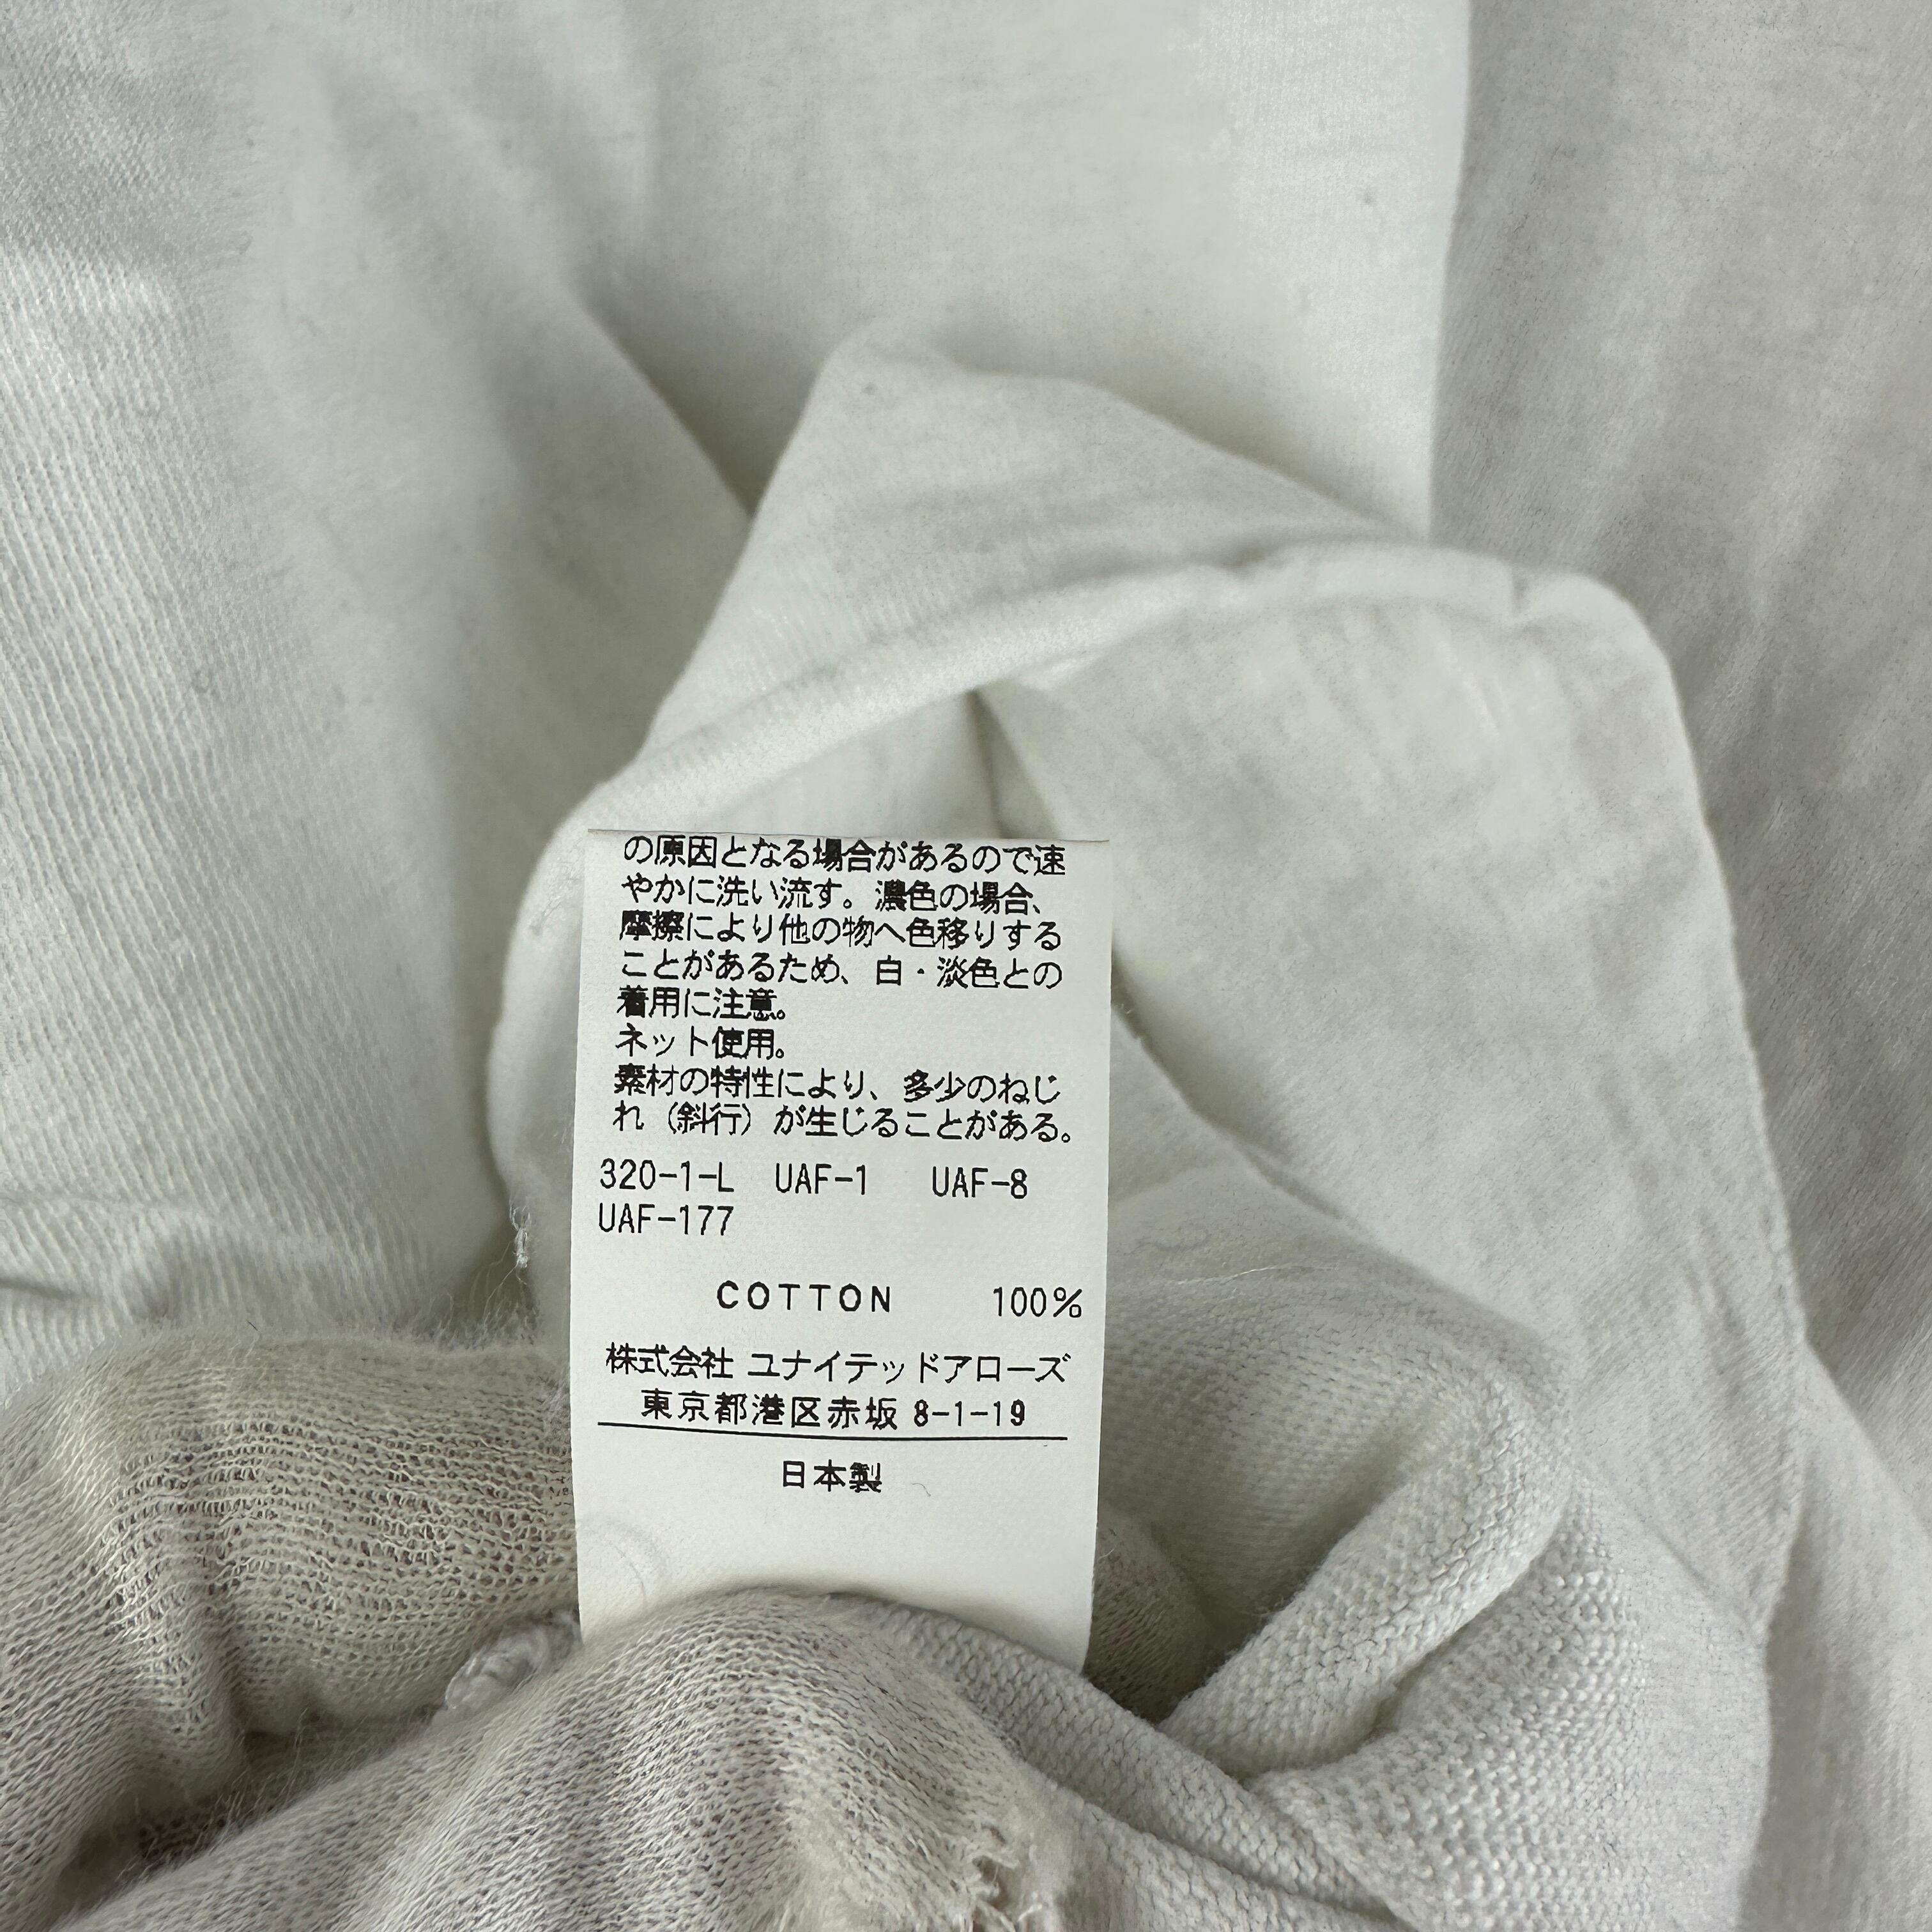 の原因となる場合があるので速
やかに洗い流す。濃色の場合、
摩擦により他の物へ色移りする
ことがあるため、白・淡色との
着用に注意。
ネット使用。
素材の特性により、多少のねじ
れ（斜行）が生じることがある。
320-1-L UAF-1 UAF-8
UAF-177
COTTON 100%
株式会社 ユナイテッドアローズ
東京都港区赤坂 8-1-19
日本製